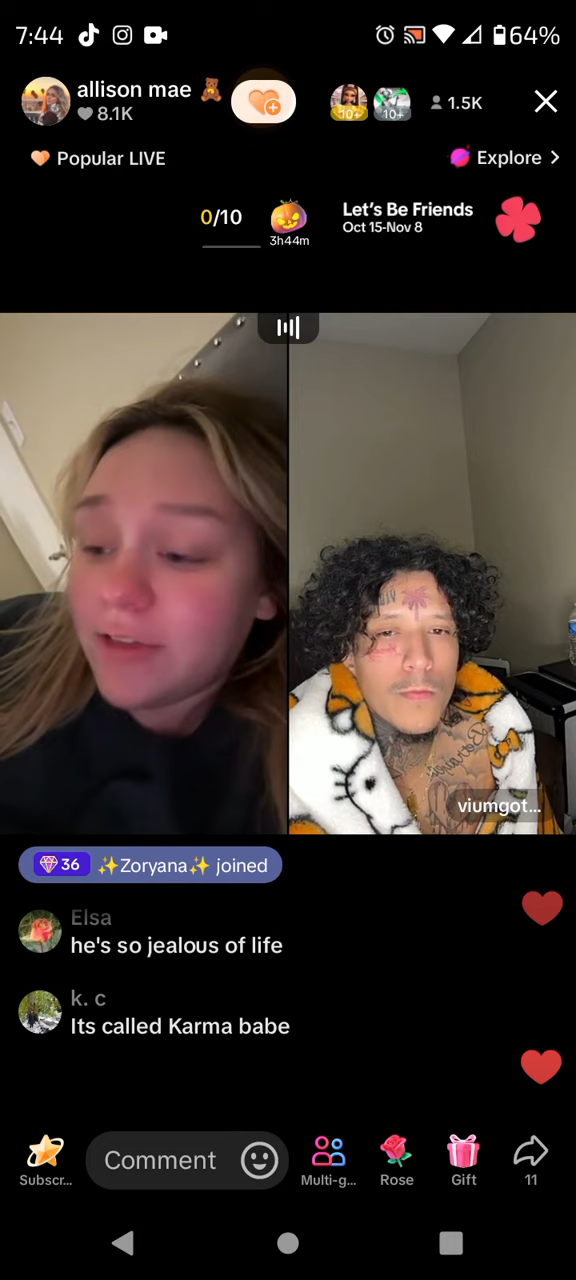 7:44
64%
allison mae 🧸
8.1K
10+
10+
1.5K
Popular LIVE
Explore >
0/10
3h44m
Let's Be Friends
Oct 15-Nov 8
viumgot...
36 ✨Zoryana✨ joined
Elsa
he's so jealous of life
k. c
Its called Karma babe
Comment
Subscr...
Multi-g...
Rose
Gift
11